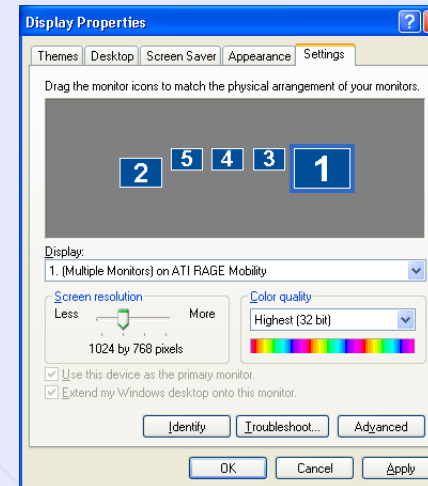 Display Properties
?
Themes Desktop Screen Saver Appearance Settings
Drag the monitor icons to match the physical arrangement of your monitors.
2 5 4 3 1
Display:
1. (Multiple Monitors) on ATI RAGE Mobility
Screen resolution
Less More
1024 by 768 pixels
Color quality
Highest (32 bit)
Use this device as the primary monitor.
Extend my Windows desktop onto this monitor.
Identify Troubleshoot... Advanced
OK Cancel Apply